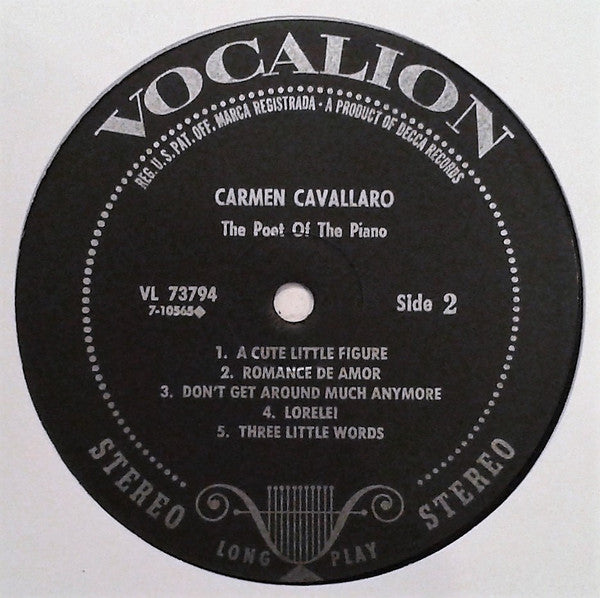 VOCALION
REG. U.S. PAT. OFF. MARCA REGISTRADA • A PRODUCT OF DECCA RECORDS
CARMEN CAVALLARO
The Poet Of The Piano
VL 73794
7-10565◆
Side 2
1. A CUTE LITTLE FIGURE
2. ROMANCE DE AMOR
3. DON'T GET AROUND MUCH ANYMORE
4. LORELEI
5. THREE LITTLE WORDS
STEREO
STEREO
LONG PLAY